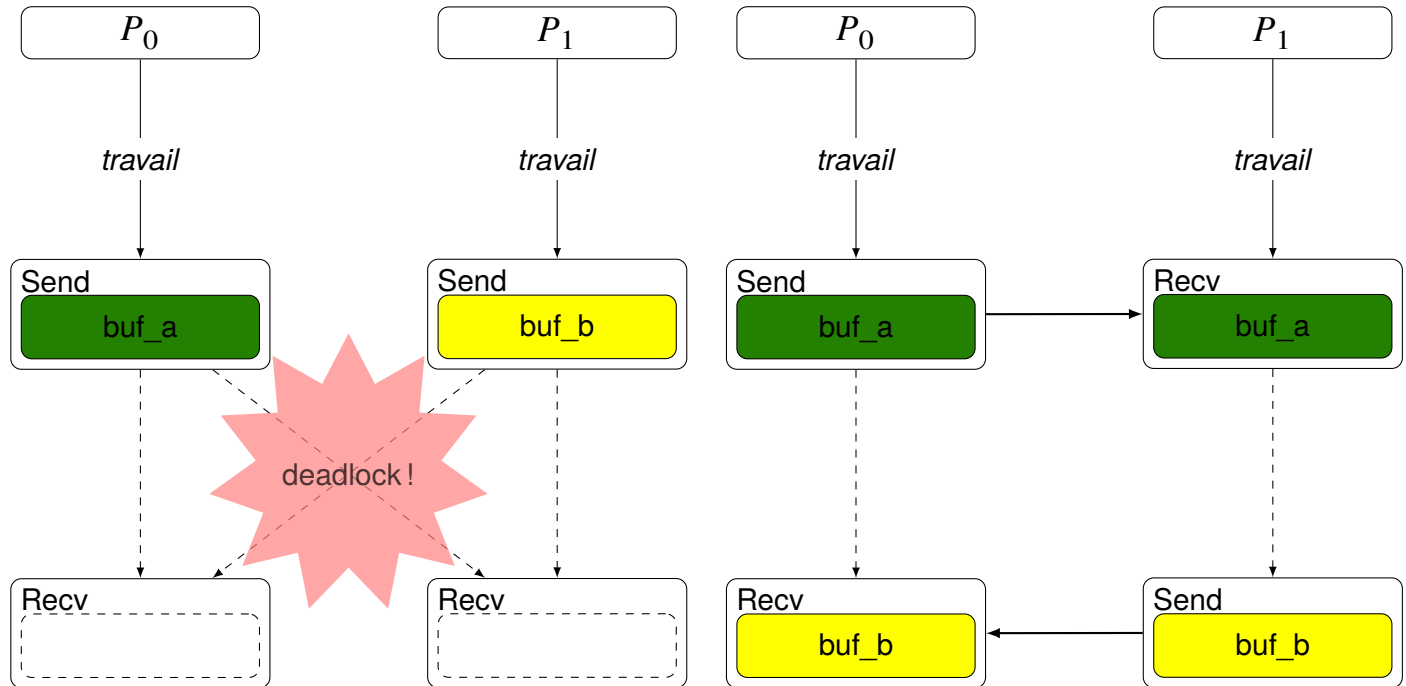 P0
P1
P0
P1
travail
travail
travail
travail
Send
buf_a
Send
buf_b
Send
buf_a
Recv
buf_a
deadlock !
Recv
Recv
Recv
buf_b
Send
buf_b